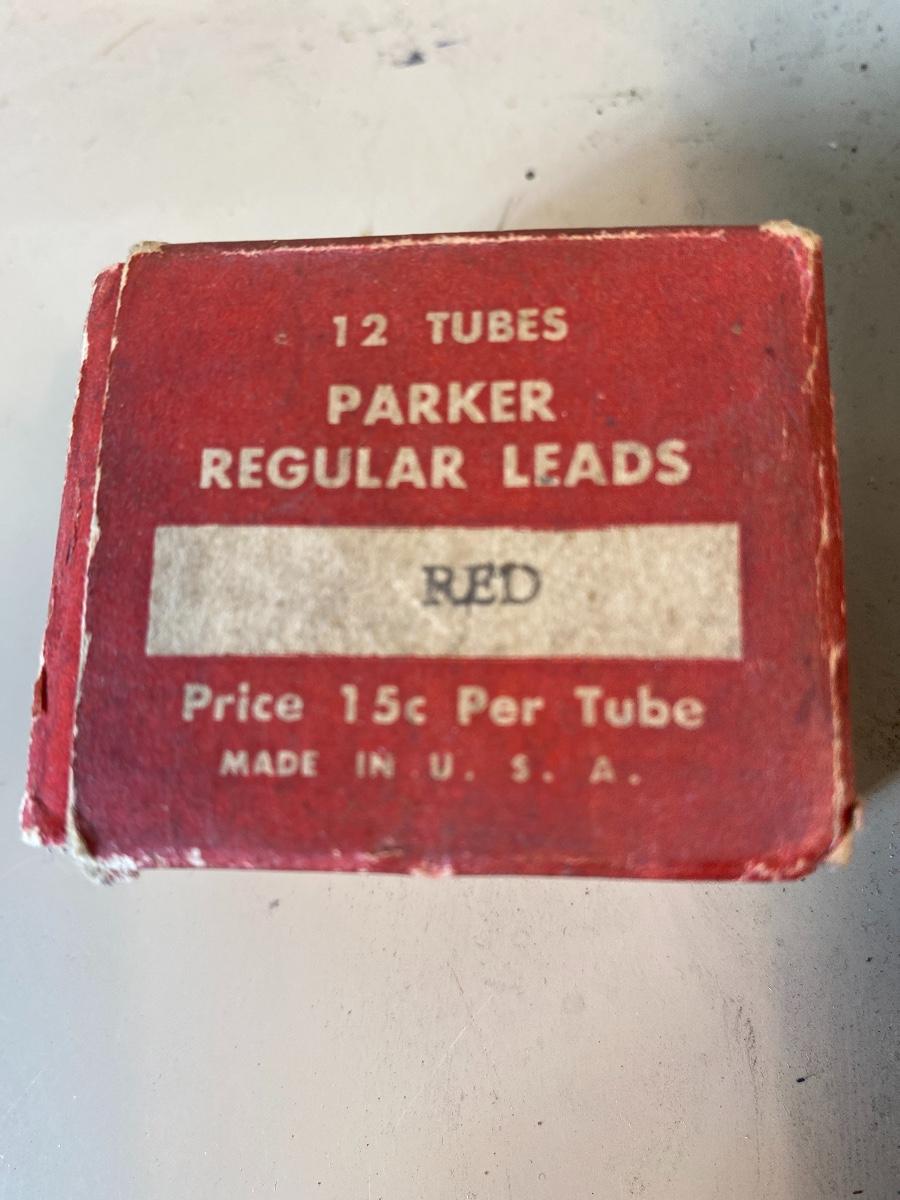 12 TUBES
PARKER
REGULAR LEADS
RED
Price 15c Per Tube
MADE IN U. S. A.